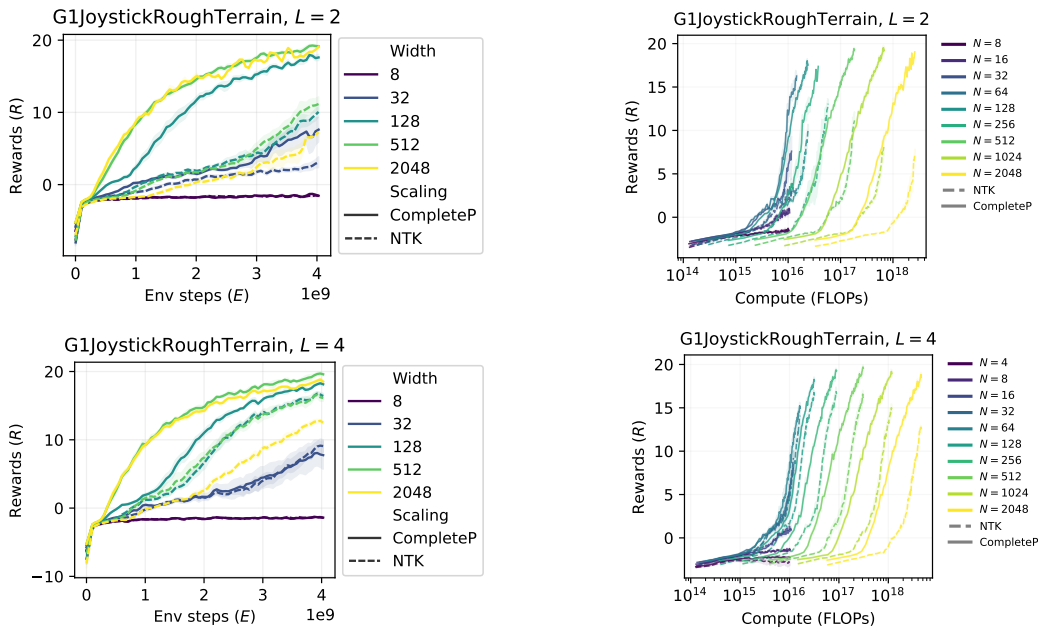 G1JoystickRoughTerrain, L = 2
20
10
0
Rewards (R)
0
1
2
3
4
1e9
Env steps (E)
Width
8
32
128
512
2048
Scaling
CompleteP
NTK
G1JoystickRoughTerrain, L = 2
20
15
10
5
0
Rewards (R)
10^14
10^15
10^16
10^17
10^18
Compute (FLOPs)
N = 8
N = 16
N = 32
N = 64
N = 128
N = 256
N = 512
N = 1024
N = 2048
NTK
CompleteP
G1JoystickRoughTerrain, L = 4
20
10
0
−10
Rewards (R)
0
1
2
3
4
1e9
Env steps (E)
Width
8
32
128
512
2048
Scaling
CompleteP
NTK
G1JoystickRoughTerrain, L = 4
20
15
10
5
0
Rewards (R)
10^14
10^15
10^16
10^17
10^18
Compute (FLOPs)
N = 4
N = 8
N = 16
N = 32
N = 64
N = 128
N = 256
N = 512
N = 1024
N = 2048
NTK
CompleteP